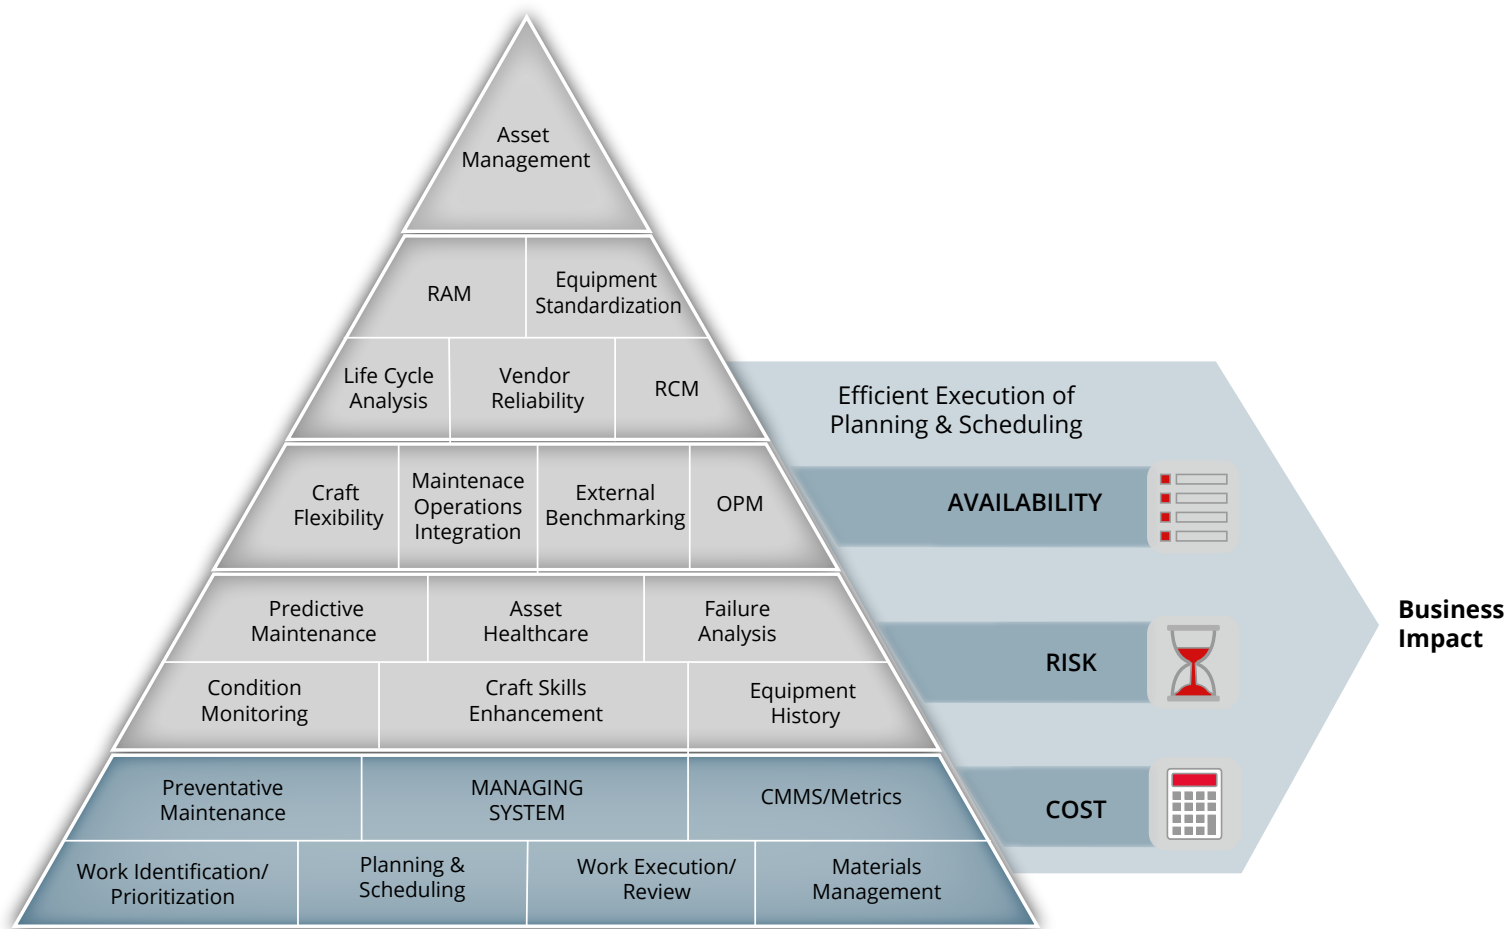 Asset
Management
RAM
Equipment
Standardization
Life Cycle
Analysis
Vendor
Reliability
RCM
Craft
Flexibility
Maintenace
Operations
Integration
External
Benchmarking
OPM
Predictive
Maintenance
Asset
Healthcare
Failure
Analysis
Condition
Monitoring
Craft Skills
Enhancement
Equipment
History
Preventative
Maintenance
MANAGING
SYSTEM
CMMS/Metrics
Work Identification/
Prioritization
Planning &
Scheduling
Work Execution/
Review
Materials
Management
Efficient Execution of
Planning & Scheduling
AVAILABILITY
RISK
COST
Business
Impact